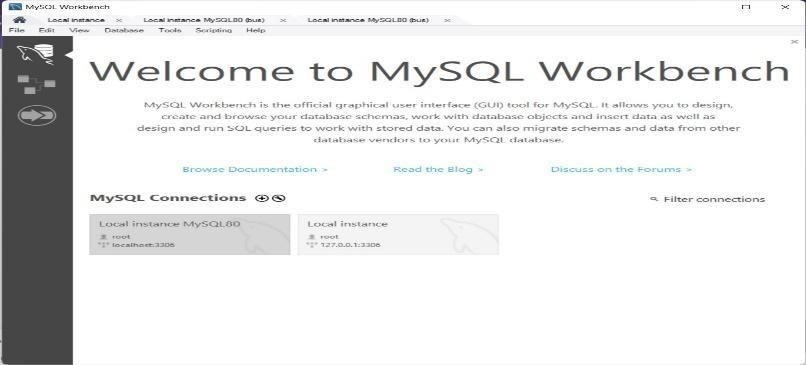 MySQL Workbench
Local instance × Local instance MySQL80 (bus) × Local instance MySQL80 (bus) ×
File Edit View Database Tools Scripting Help
Welcome to MySQL Workbench
MySQL Workbench is the official graphical user interface (GUI) tool for MySQL. It allows you to design,
create and browse your database schemas, work with database objects and insert data as well as
design and run SQL queries to work with stored data. You can also migrate schemas and data from other
database vendors to your MySQL database.
Browse Documentation > Read the Blog > Discuss on the Forums >
MySQL Connections Filter connections
Local instance MySQL80
root
localhost:3306
Local instance
root
127.0.0.1:3306